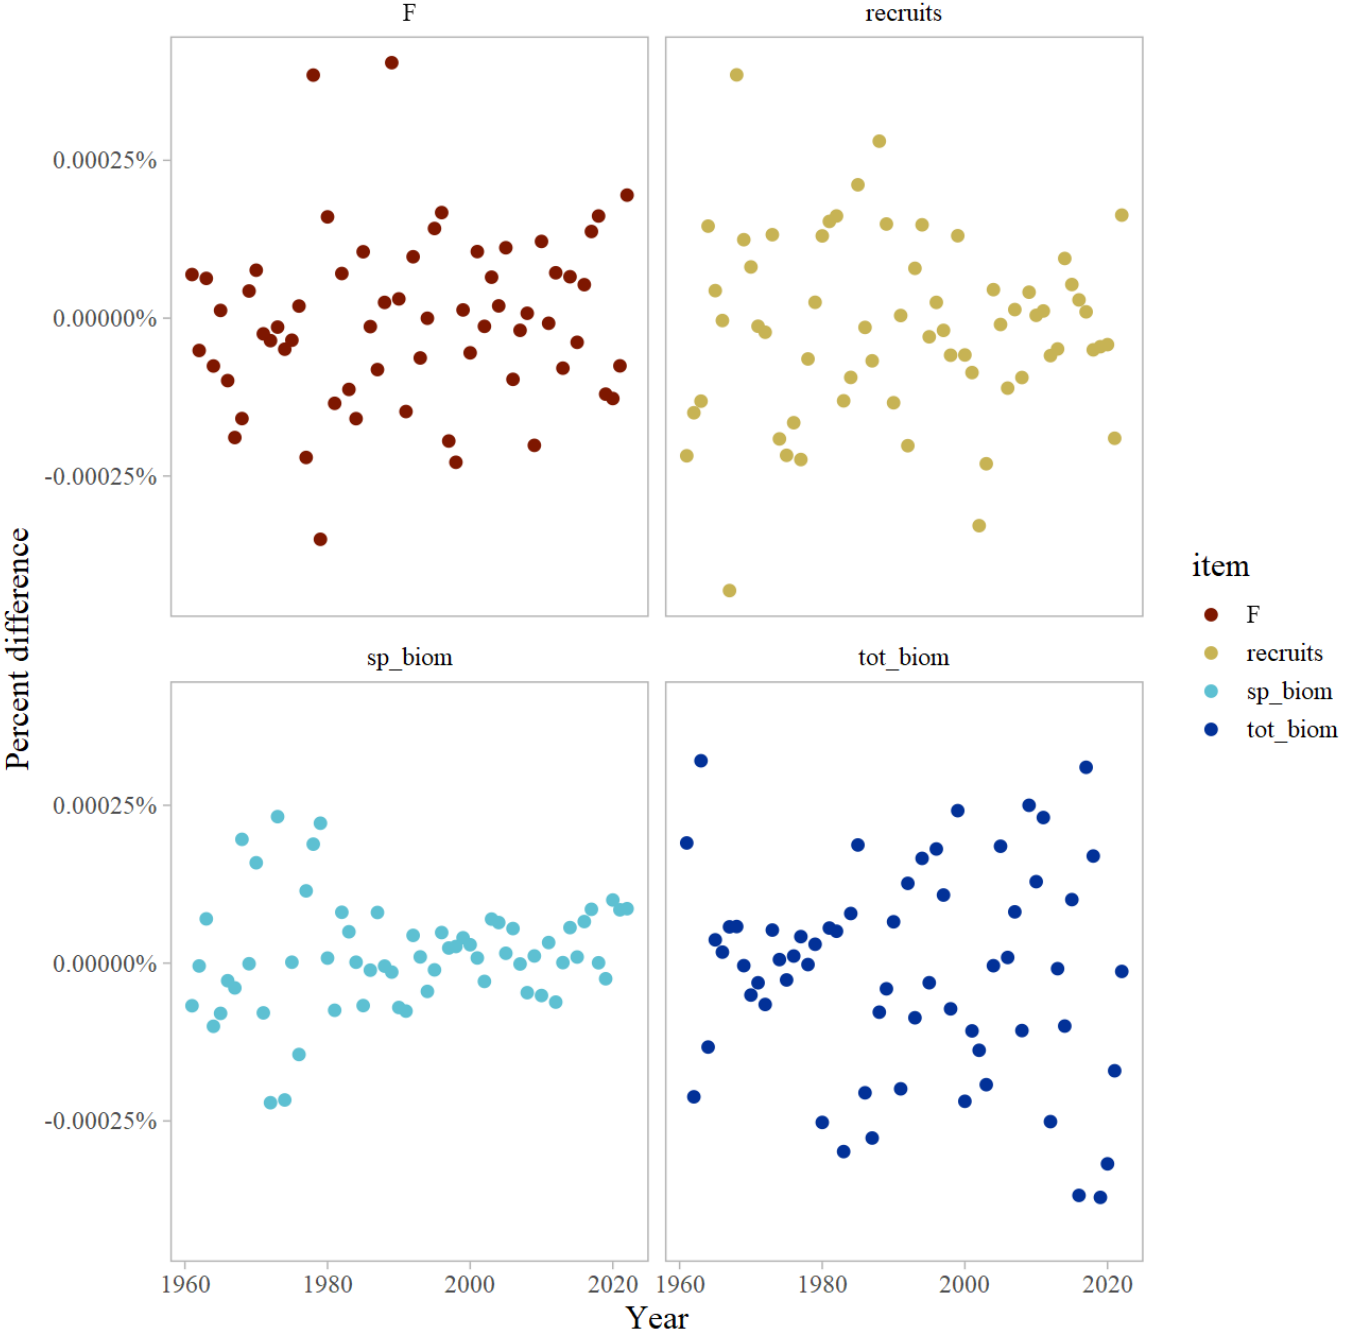 F
recruits
0.00025%
0.00000%
-0.00025%
sp_biom
tot_biom
0.00025%
0.00000%
-0.00025%
1960
1980
2000
2020
1960
1980
2000
2020
Year
Percent difference
item
F
recruits
sp_biom
tot_biom